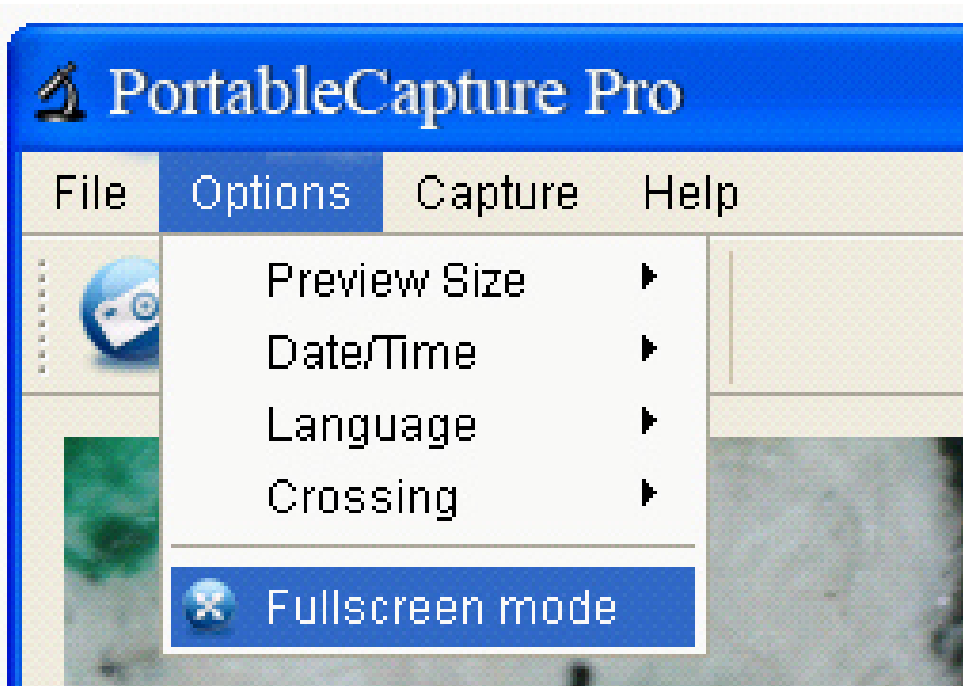 PortableCapture Pro
File Options Capture Help
Preview Size
Date/Time
Language
Crossing
Fullscreen mode